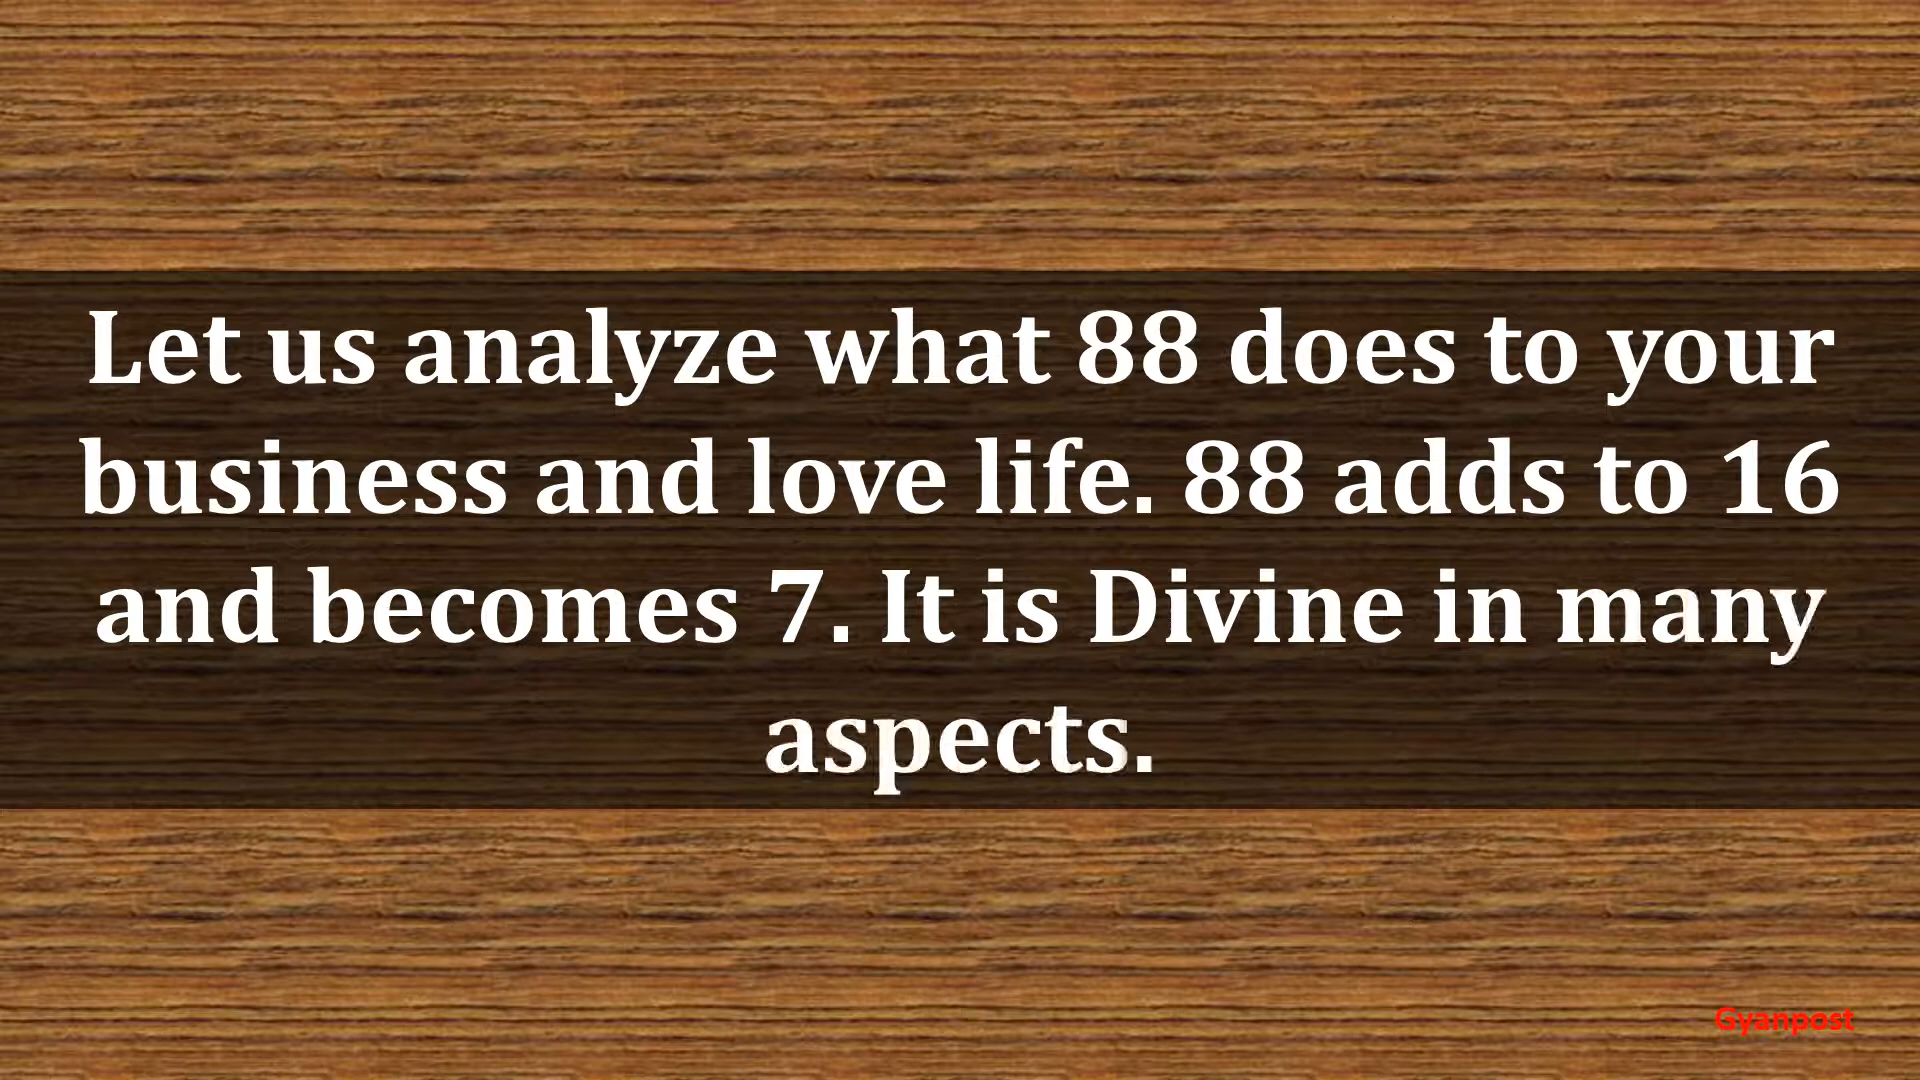 Let us analyze what 88 does to your
business and love life. 88 adds to 16
and becomes 7. It is Divine in many
aspects.
Gyanpost